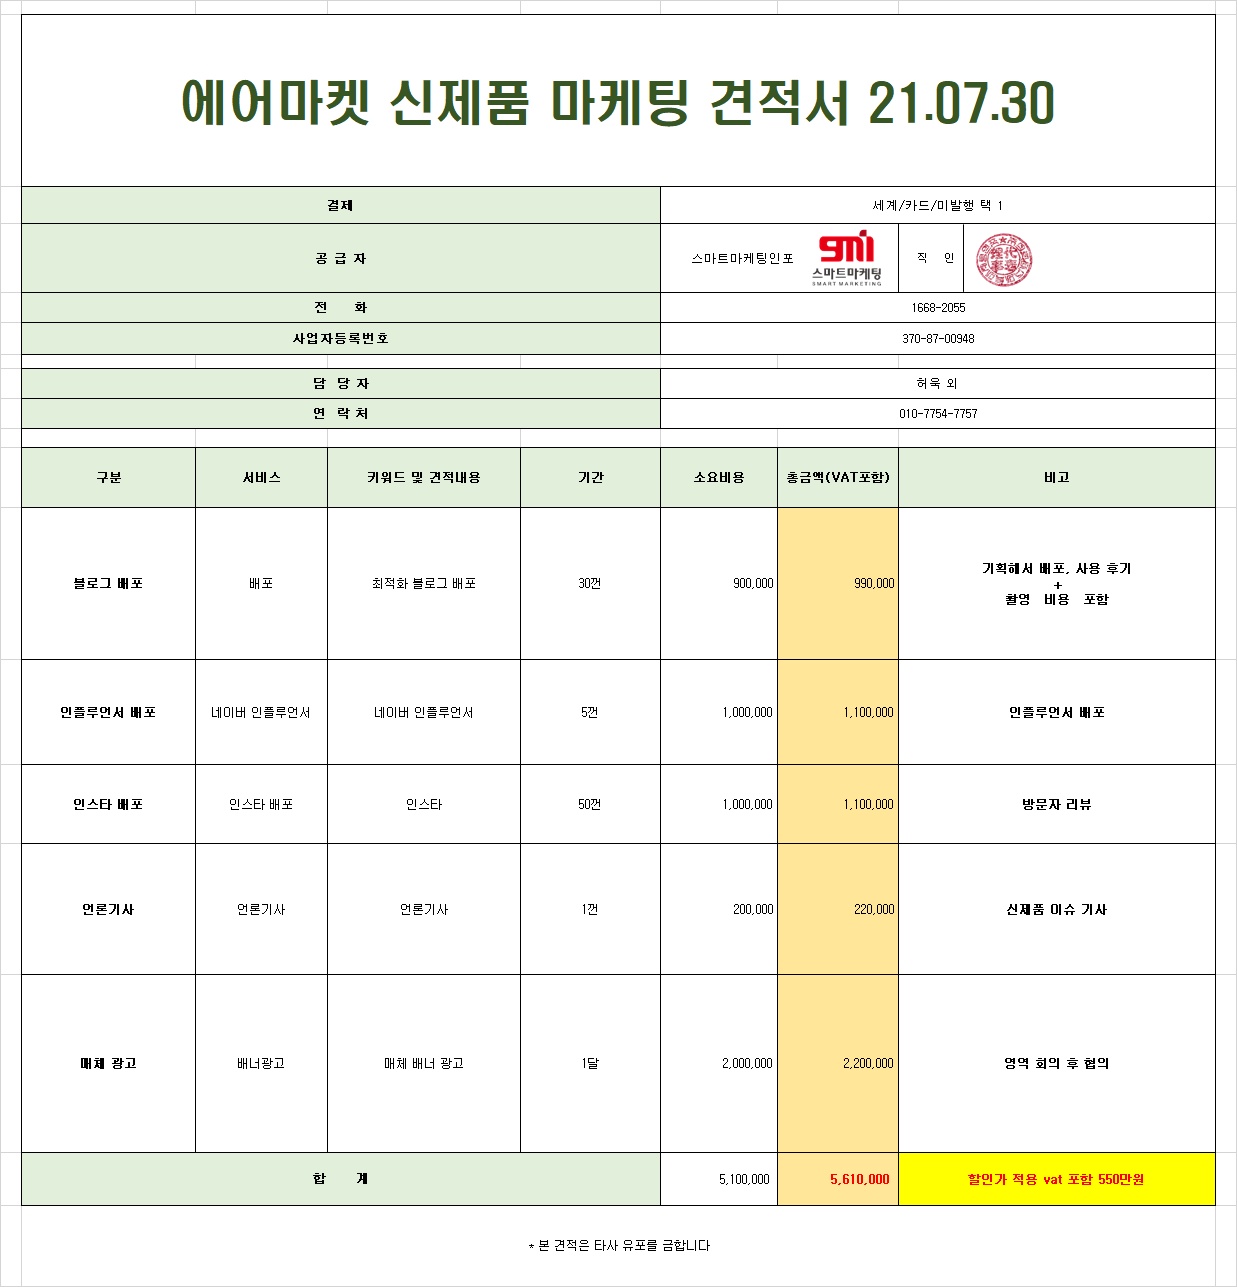 에어마켓 신제품 마케팅 견적서 21.07.30
결제 세계/카드/미발행 택 1
공 급 자 스마트마케팅인포 smi 스마트마케팅 SMART MARKETING 직 인
전 화 1668-2055
사업자등록번호 370-87-00948
담 당 자 허욱 외
연 락 처 010-7754-7757
구분 서비스 키워드 및 견적내용 기간 소요비용 총금액(VAT포함) 비고
블로그 배포 배포 최적화 블로그 배포 30껀 900,000 990,000 기획해서 배포, 사용 후기
+
촬영 비용 포함
인플루언서 배포 네이버 인플루언서 네이버 인플루언서 5껀 1,000,000 1,100,000 인플루언서 배포
인스타 배포 인스타 배포 인스타 50껀 1,000,000 1,100,000 방문자 리뷰
언론기사 언론기사 언론기사 1껀 200,000 220,000 신제품 이슈 기사
매체 광고 배너광고 매체 배너 광고 1달 2,000,000 2,200,000 영역 회의 후 협의
합 계 5,100,000 5,610,000 할인가 적용 vat 포함 550만원
* 본 견적은 타사 유포를 금합니다